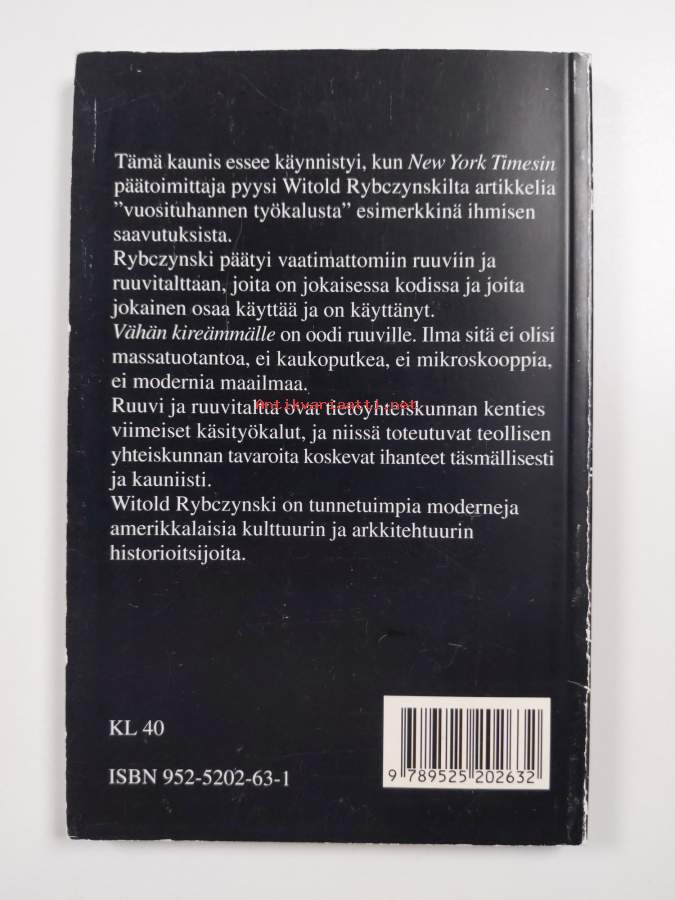 Tämä kaunis essee käynnistyi, kun New York Timesin
päätoimittaja pyysi Witold Rybczynskilta artikkelia
”vuosituhannen työkalusta” esimerkkinä ihmisen
saavutuksista.
Rybczynski päätyi vaatimattomiin ruuviin ja
ruuvitalttaan, joita on jokaisessa kodissa ja joita
jokainen osaa käyttää ja on käyttänyt.
Vähän kireämmälle on oodi ruuville. Ilma sitä ei olisi
massatuotantoa, ei kaukoputkea, ei mikroskooppia,
ei modernia maailmaa.
Antikvariaatti.net
Ruuvi ja ruuvitaltta ovat tietoyhteiskunnan kenties
viimeiset käsityökalut, ja niissä toteutuvat teollisen
yhteiskunnan tavaroita koskevat ihanteet täsmällisesti
ja kauniisti.
Witold Rybczynski on tunnetuimpia moderneja
amerikkalaisia kulttuurin ja arkkitehtuurin
historioitsijoita.
KL 40
ISBN 952-5202-63-1
9 789525 202632